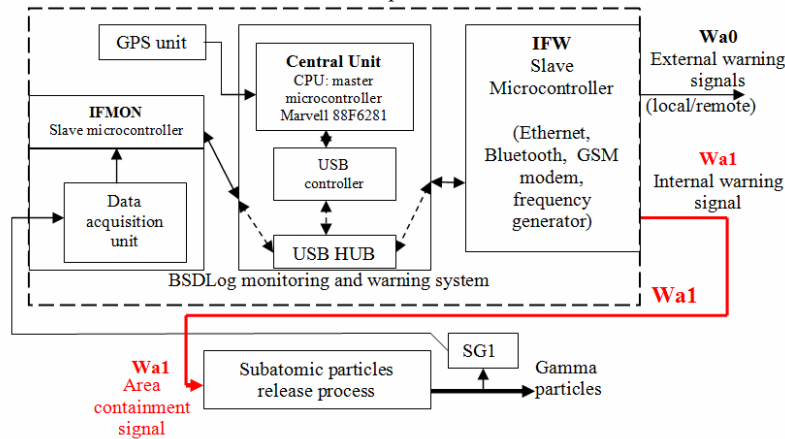 GPS unit
Central Unit
CPU: master
microcontroller
Marvell 88F6281
IFW
Slave
Microcontroller
(Ethernet,
Bluetooth, GSM
modem,
frequency
generator)
Wa0
External warning
signals
(local/remote)
IFMON
Slave microcontroller
USB
controller
Wa1
Internal warning
signal
Data
acquisition
unit
USB HUB
BSDLog monitoring and warning system
Wa1
SG1
Wa1
Area
containment
signal
Subatomic particles
release process
Gamma
particles